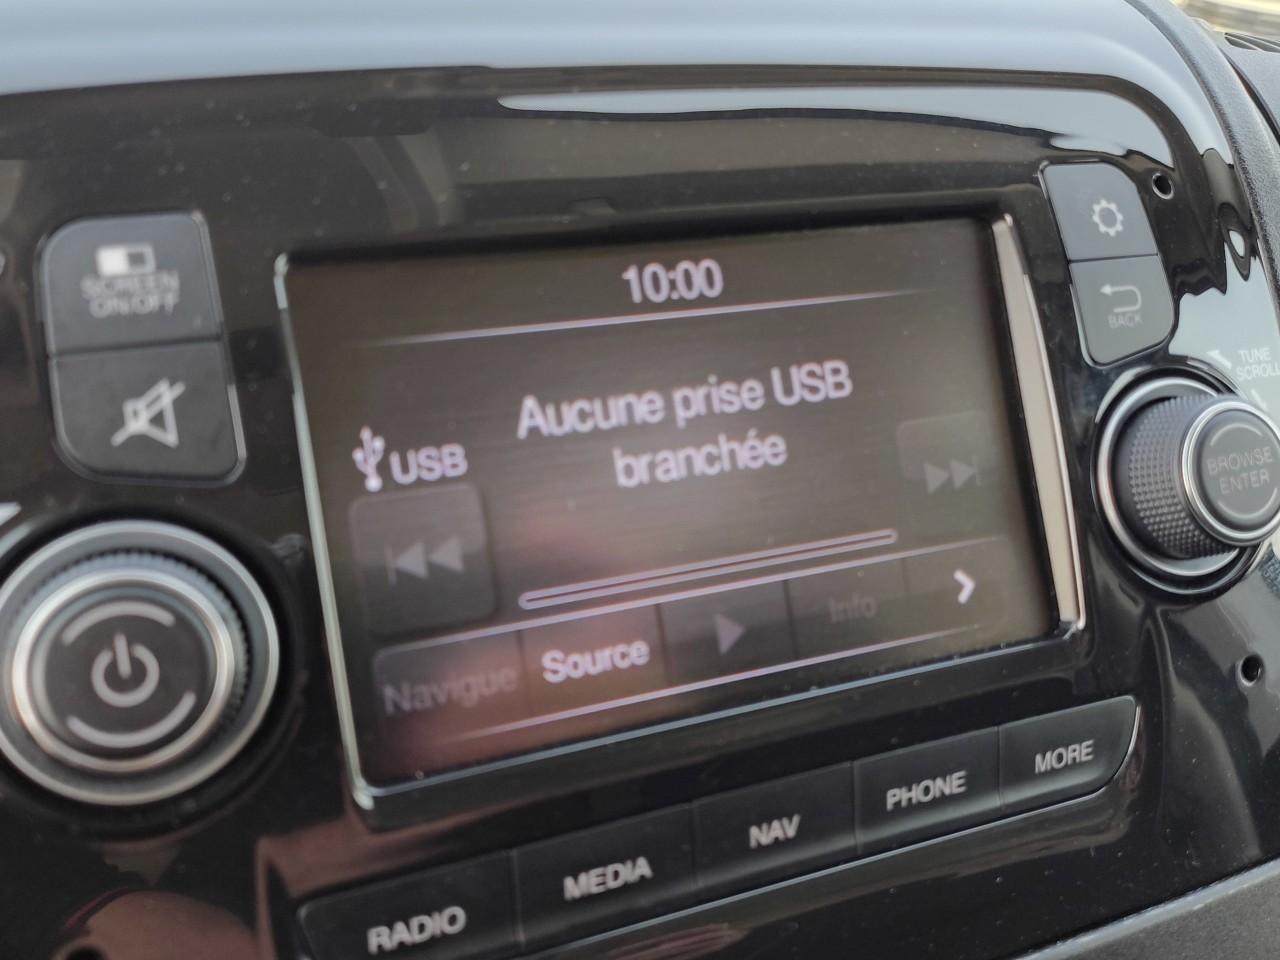 SCREEN
ON/OFF
10:00
Aucune prise USB
branchée
USB
Navigue
Source
Info
BACK
TUNE
SCROLL
BROWSE
ENTER
RADIO
MEDIA
NAV
PHONE
MORE